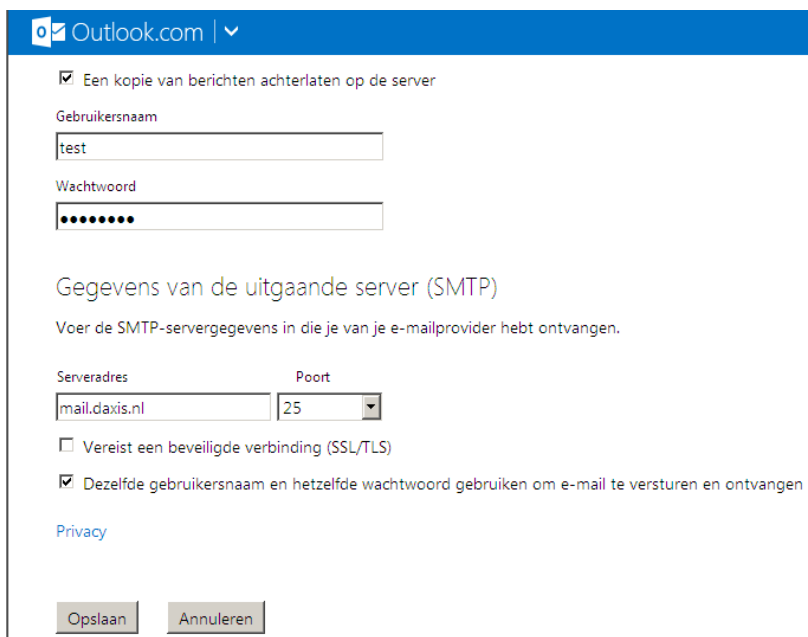 Outlook.com
Een kopie van berichten achterlaten op de server
Gebruikersnaam
test
Wachtwoord
••••••••
Gegevens van de uitgaande server (SMTP)
Voer de SMTP-servergegevens in die je van je e-mailprovider hebt ontvangen.
Serveradres Poort
mail.daxis.nl 25
Vereist een beveiligde verbinding (SSL/TLS)
Dezelfde gebruikersnaam en hetzelfde wachtwoord gebruiken om e-mail te versturen en ontvangen
Privacy
Opslaan Annuleren